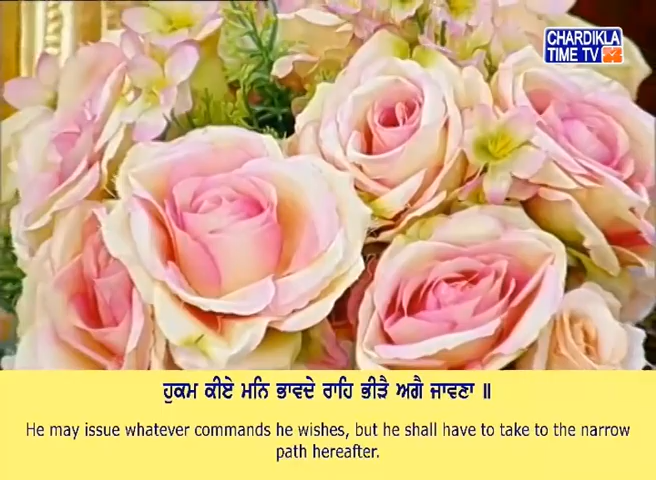 CHARDIKLA
TIME TV
ਹੁਕਮ ਕੀਏ ਮਨਿ ਭਾਵਦੇ ਰਾਹਿ ਭੀੜੈ ਅਗੈ ਜਾਵਣਾ ॥
He may issue whatever commands he wishes, but he shall have to take to the narrow
path hereafter.